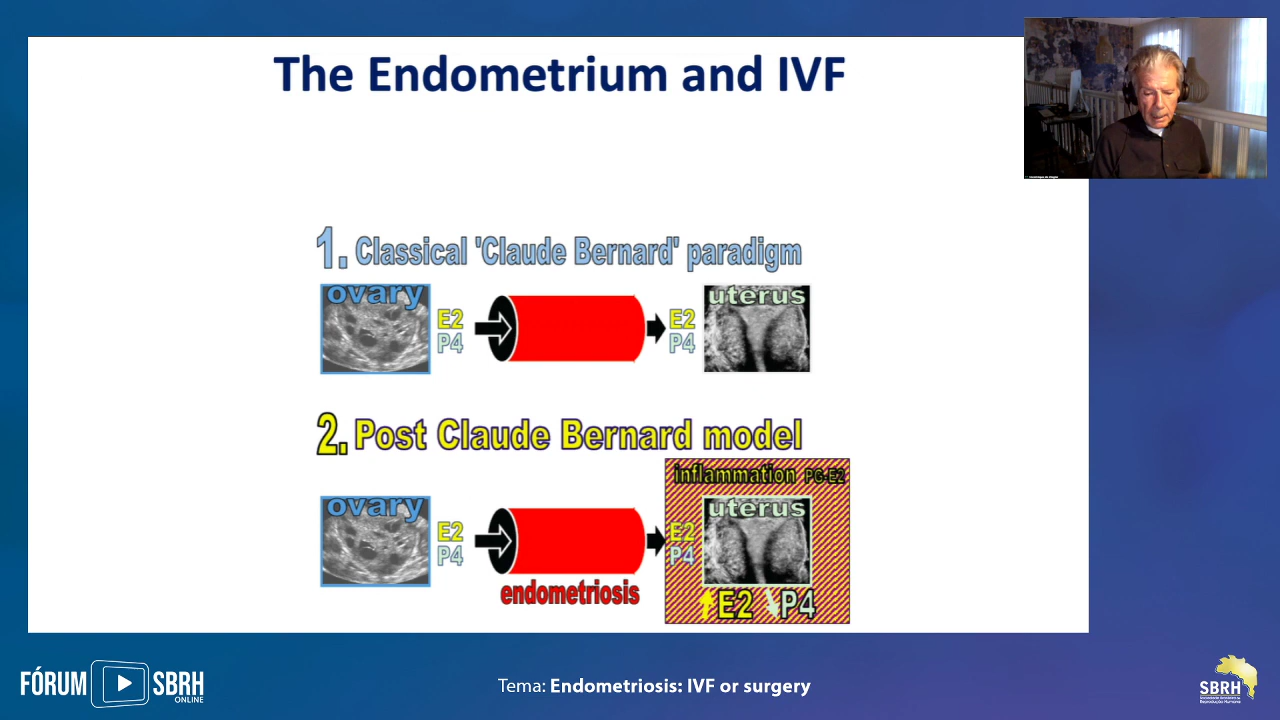 The Endometrium and IVF
1. Classical 'Claude Bernard' paradigm
ovary
E2
P4
E2
P4
uterus
2. Post Claude Bernard model
inflammation PG-E2
ovary
E2
P4
E2
P4
uterus
endometriosis
E2 P4
FÓRUM SBRH
ONLINE
Tema: Endometriosis: IVF or surgery
SBRH